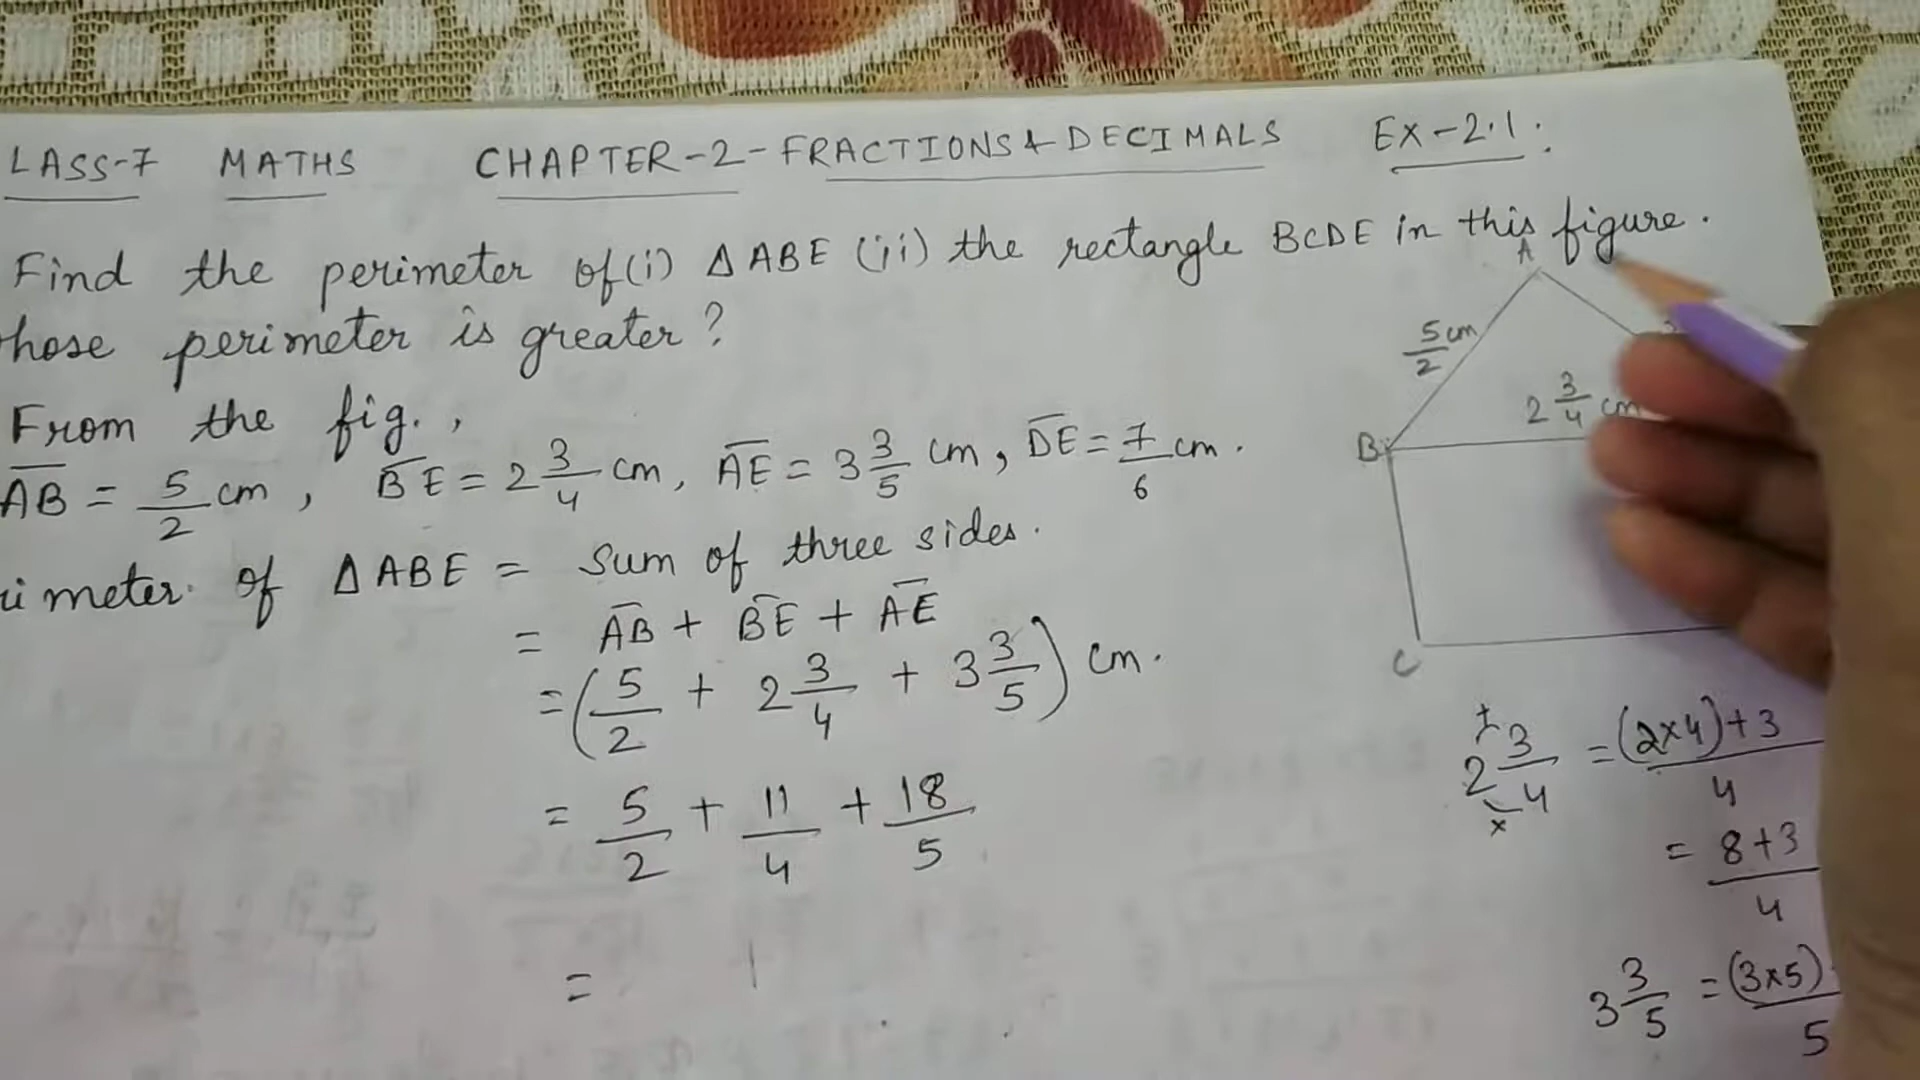 LASS-7 MATHS CHAPTER-2-FRACTIONS & DECIMALS EX-2.1:
Find the perimeter of (i) △ABE (ii) the rectangle BCDE in this figure.
hose perimeter is greater?
From the fig.,
AB̅ = 5/2 cm, BE̅ = 2 3/4 cm, AE̅ = 3 3/5 cm, DE̅ = 7/6 cm.
imeter of △ABE = Sum of three sides.
= AB̅ + BE̅ + AE̅
= (5/2 + 2 3/4 + 3 3/5) cm.
= 5/2 + 11/4 + 18/5
=
A
5/2 cm
2 3/4 cm
B
C
+
2 3/4 = (2×4)+3/4
×
= 8+3/4
3 3/5 = (3×5)/5